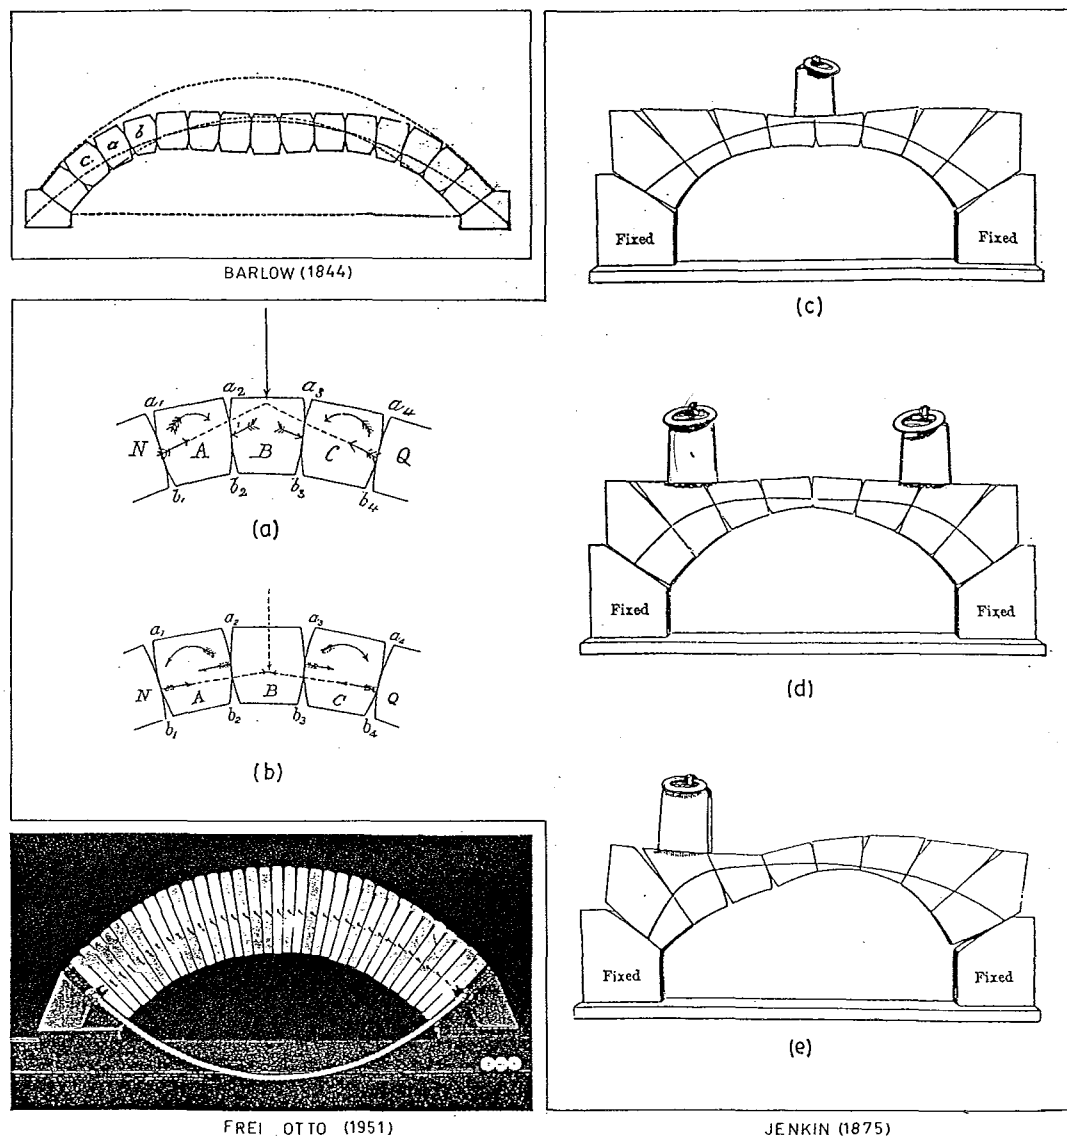 c a b
BARLOW (1844)
a₁ a₂ a₃ a₄
N A B C Q
b₁ b₂ b₃ b₄
(a)
a₁ a₂ a₃ a₄
N A B C Q
b₁ b₂ b₃ b₄
(b)
FREI OTTO (1951)
Fixed Fixed
(c)
Fixed Fixed
(d)
Fixed Fixed
(e)
JENKIN (1875)